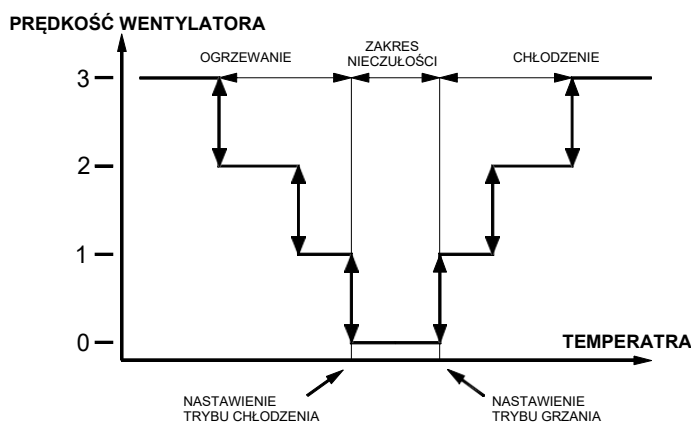 PRĘDKOŚĆ WENTYLATORA
OGRZEWANIE
ZAKRES
NIECZUŁOŚCI
CHŁODZENIE
3
2
1
0
TEMPERATRA
NASTAWIENIE
TRYBU CHŁODZENIA
NASTAWIENIE
TRYBU GRZANIA